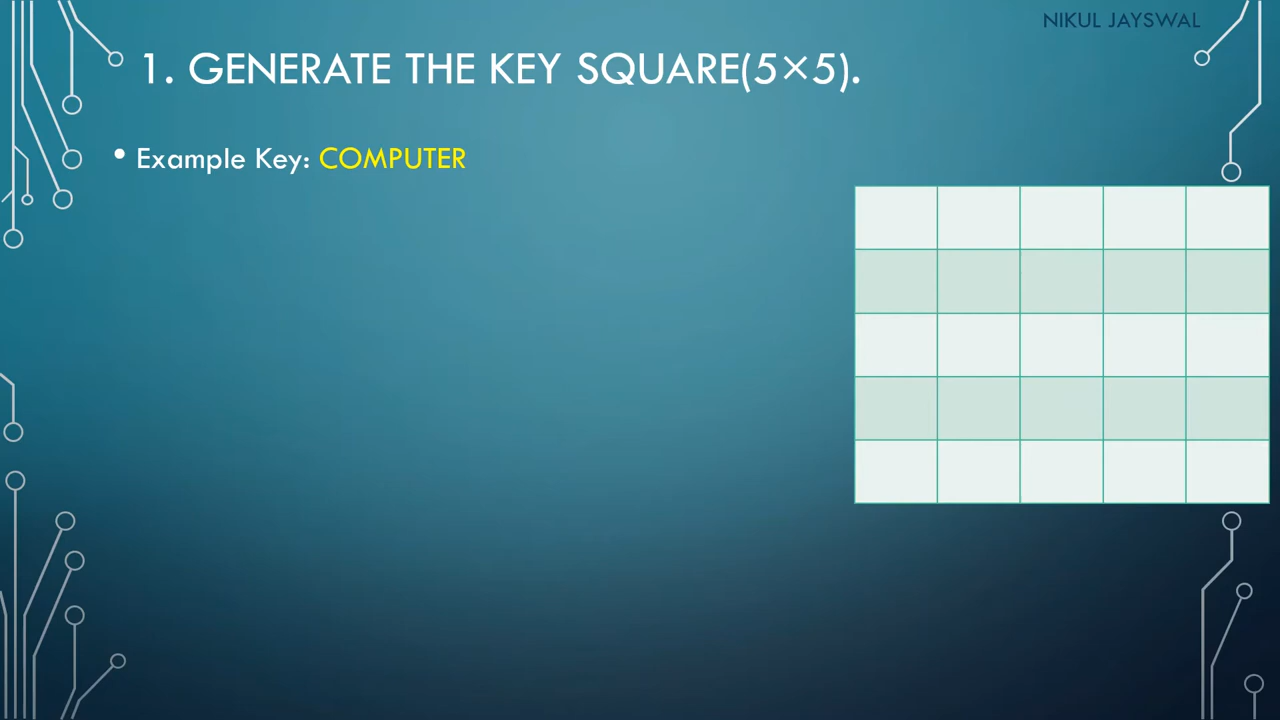 NIKUL JAYSWAL
1. GENERATE THE KEY SQUARE(5×5).
• Example Key: COMPUTER